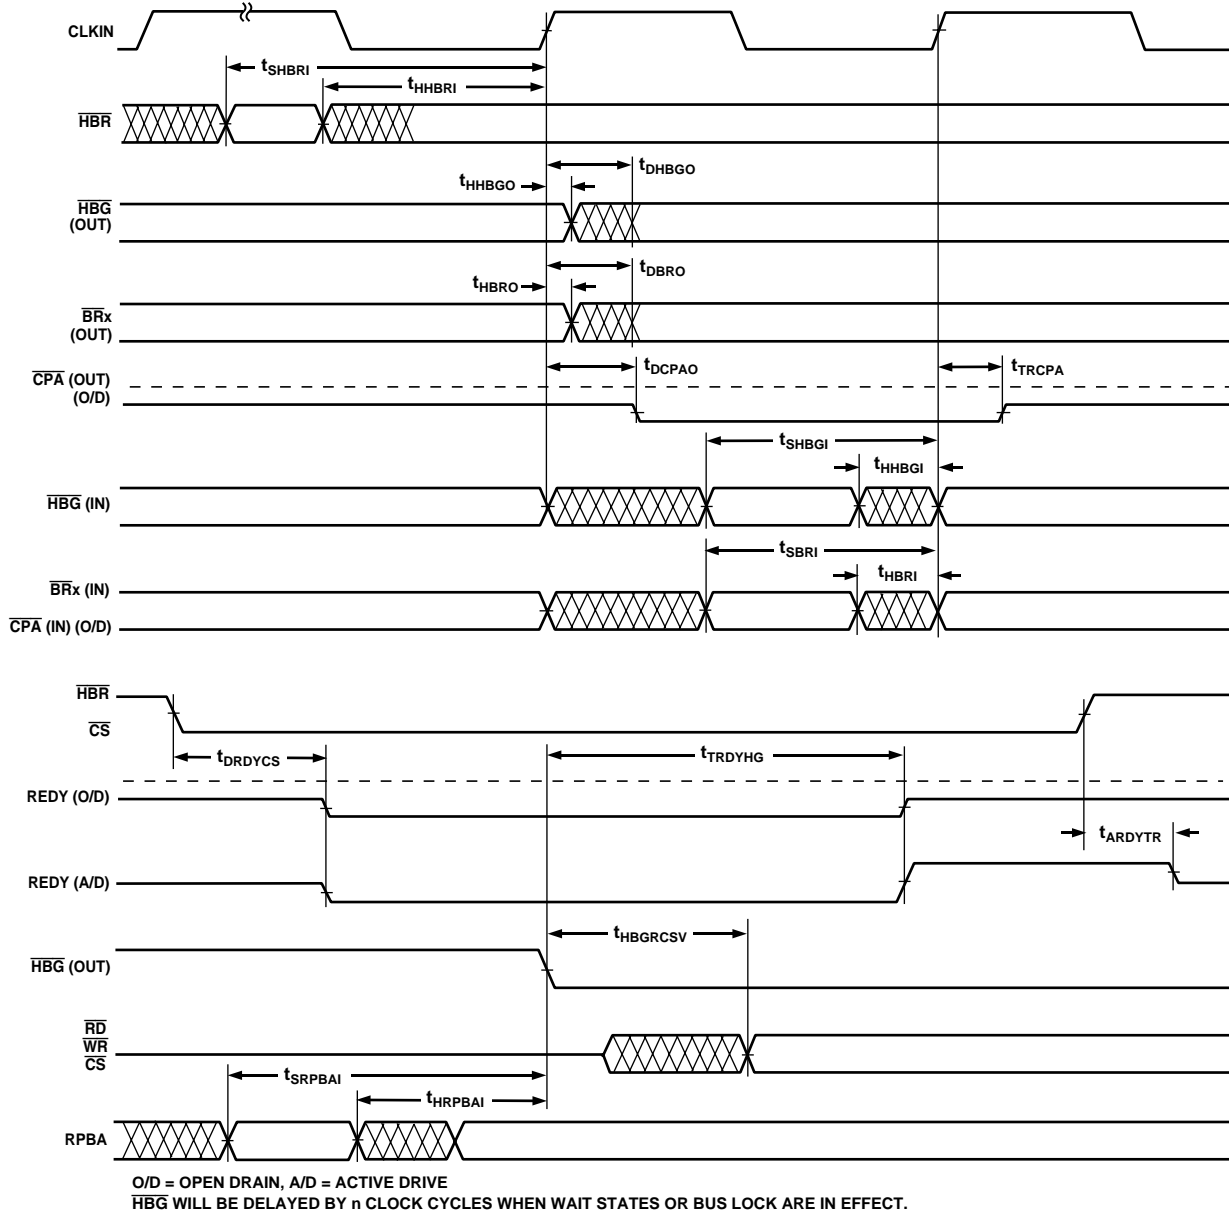 CLKIN
tSHBRI
tHHBRI
HBR
tDHBGO
tHHBGO
HBG
(OUT)
tDBRO
tHBRO
BRx
(OUT)
tDCPAO
tTRCPA
CPA (OUT)
(O/D)
tSHBGI
tHHBGI
HBG (IN)
tSBRI
tHBRI
BRx (IN)
CPA (IN) (O/D)
HBR
CS
tDRDYCS
tTRDYHG
REDY (O/D)
tARDYTR
REDY (A/D)
tHBGRCSV
HBG (OUT)
RD
WR
CS
tSRPBAI
tHRPBAI
RPBA
O/D = OPEN DRAIN, A/D = ACTIVE DRIVE
HBG WILL BE DELAYED BY n CLOCK CYCLES WHEN WAIT STATES OR BUS LOCK ARE IN EFFECT.